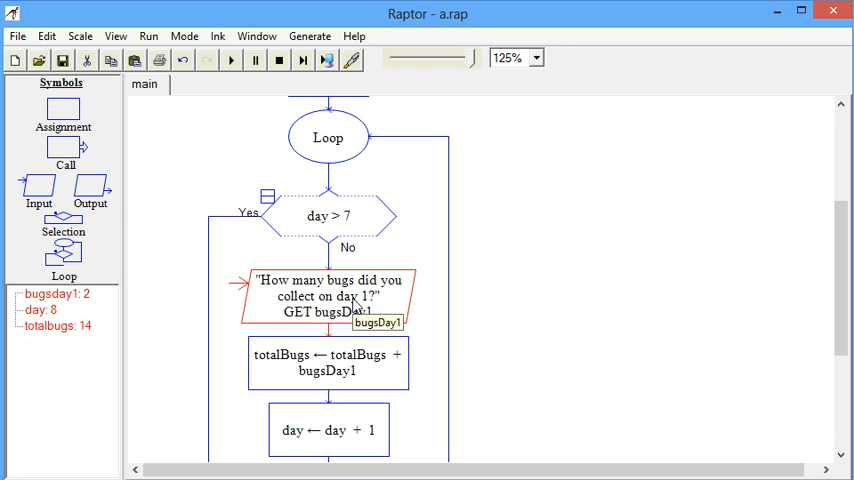 Raptor - a.rap
File Edit Scale View Run Mode Ink Window Generate Help
125%
Symbols
Assignment
Call
Input Output
Selection
Loop
bugsday1: 2
day: 8
totalbugs: 14
main
Loop
day > 7
Yes
No
"How many bugs did you
collect on day 1?"
GET bugsDay1
bugsDay1
totalBugs ← totalBugs +
bugsDay1
day ← day + 1